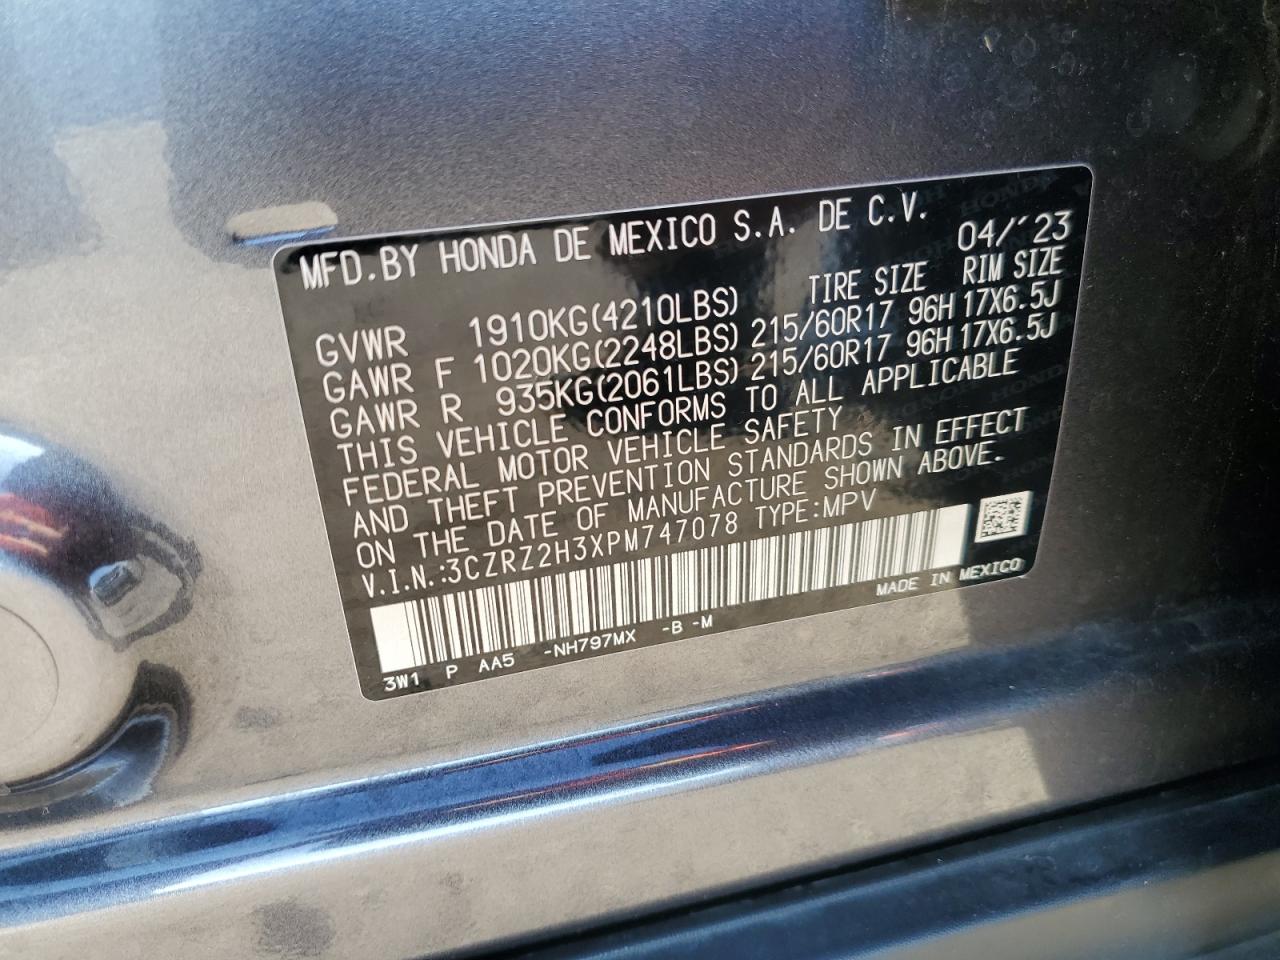 MFD.BY HONDA DE MEXICO S.A. DE C.V.
04/'23
TIRE SIZE RIM SIZE
GVWR 1910KG(4210LBS)
GAWR F 1020KG(2248LBS) 215/60R17 96H 17X6.5J
GAWR R 935KG(2061LBS) 215/60R17 96H 17X6.5J
THIS VEHICLE CONFORMS TO ALL APPLICABLE
FEDERAL MOTOR VEHICLE SAFETY
AND THEFT PREVENTION STANDARDS IN EFFECT
ON THE DATE OF MANUFACTURE SHOWN ABOVE.
V.I.N.:3CZRZ2H3XPM747078 TYPE:MPV
MADE IN MEXICO
3W1 P AA5 -NH797MX -B -M